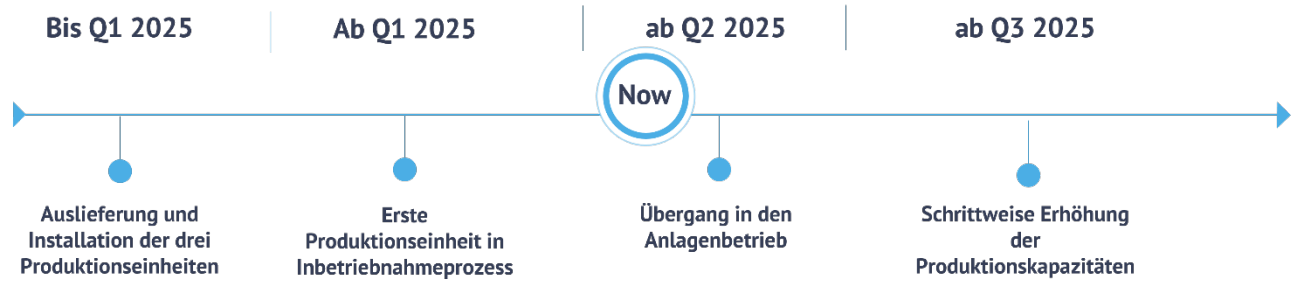 Bis Q1 2025
Ab Q1 2025
ab Q2 2025
ab Q3 2025
Now
Auslieferung und
Installation der drei
Produktionseinheiten
Erste
Produktionseinheit in
Inbetriebnahmeprozess
Übergang in den
Anlagenbetrieb
Schrittweise Erhöhung
der
Produktionskapazitäten